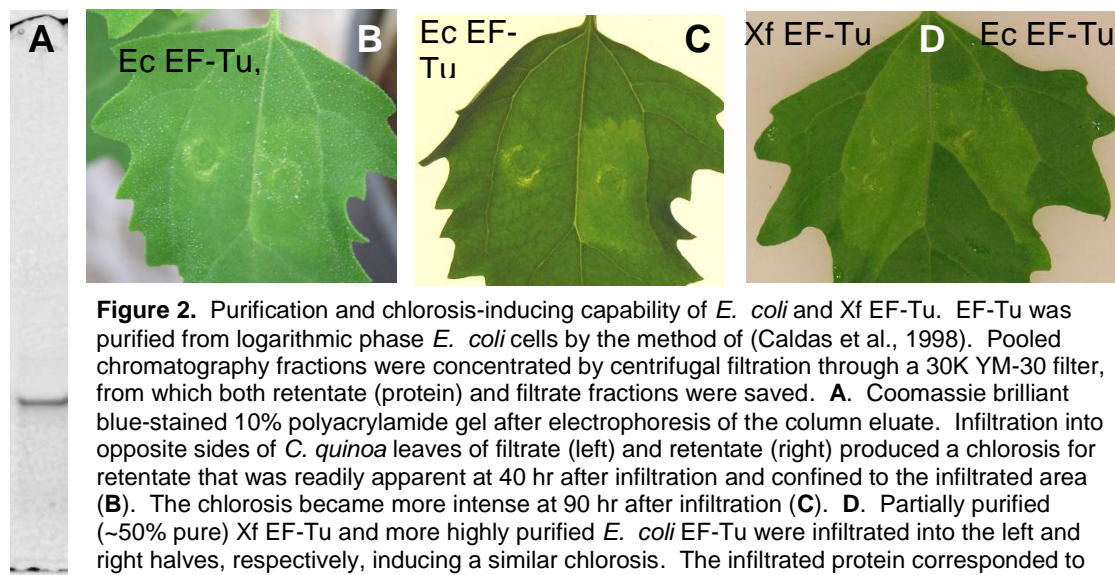 A
B
Ec EF-Tu,
Ec EF-
Tu
C
Xf EF-Tu
D
Ec EF-Tu
Figure 2. Purification and chlorosis-inducing capability of E. coli and Xf EF-Tu. EF-Tu was
purified from logarithmic phase E. coli cells by the method of (Caldas et al., 1998). Pooled
chromatography fractions were concentrated by centrifugal filtration through a 30K YM-30 filter,
from which both retentate (protein) and filtrate fractions were saved. A. Coomassie brilliant
blue-stained 10% polyacrylamide gel after electrophoresis of the column eluate. Infiltration into
opposite sides of C. quinoa leaves of filtrate (left) and retentate (right) produced a chlorosis for
retentate that was readily apparent at 40 hr after infiltration and confined to the infiltrated area
(B). The chlorosis became more intense at 90 hr after infiltration (C). D. Partially purified
(~50% pure) Xf EF-Tu and more highly purified E. coli EF-Tu were infiltrated into the left and
right halves, respectively, inducing a similar chlorosis. The infiltrated protein corresponded to